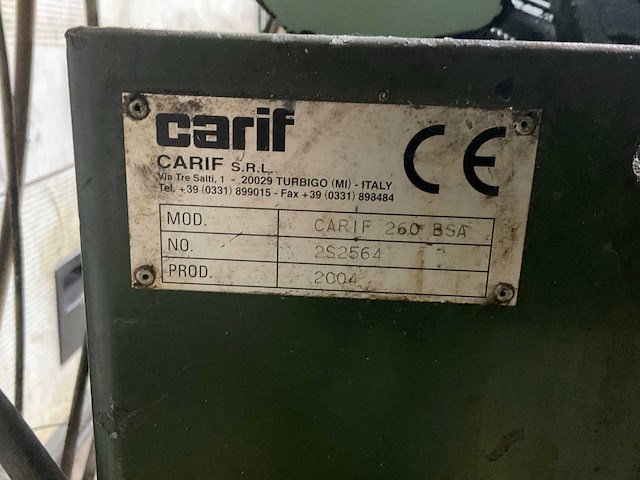 carif
CARIF S.R.L.
Via Tre Salti, 1 - 20029 TURBIGO (MI) - ITALY
Tel. +39 (0331) 899015 - Fax +39 (0331) 898484
CE
MOD. CARIF 260 BSA
NO. 2S2564
PROD. 2004